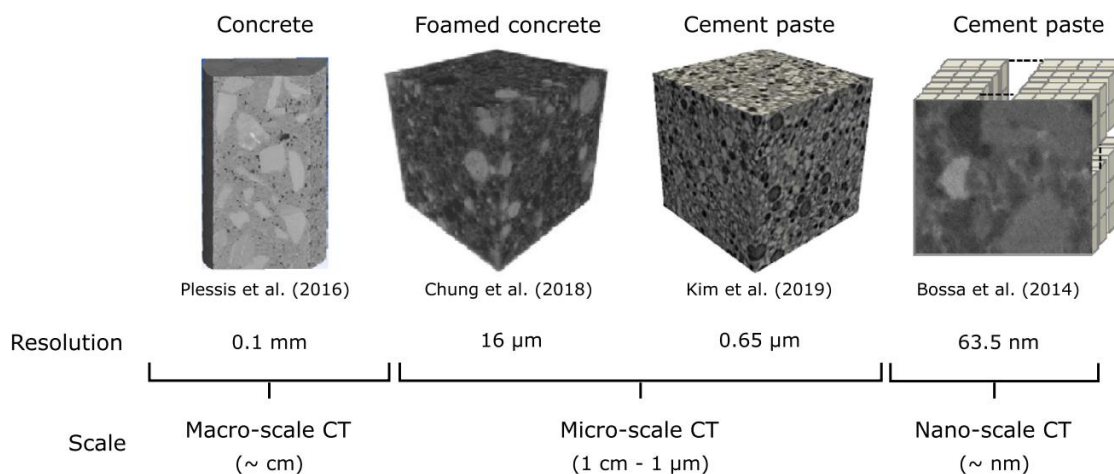 Concrete
Foamed concrete
Cement paste
Cement paste
Plessis et al. (2016)
Chung et al. (2018)
Kim et al. (2019)
Bossa et al. (2014)
Resolution
0.1 mm
16 µm
0.65 µm
63.5 nm
Scale
Macro-scale CT
(~ cm)
Micro-scale CT
(1 cm - 1 µm)
Nano-scale CT
(~ nm)